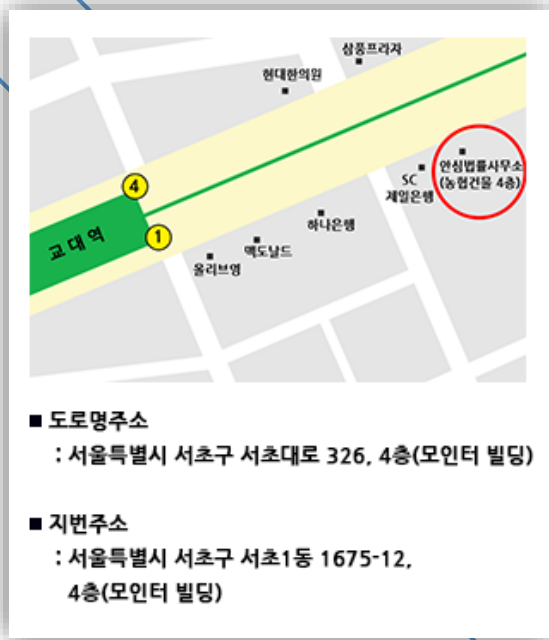 삼풍프라자
현대한의원
4
안심법률사무소
(농협건물 4층)
SC
제일은행
하나은행
1
교대역
맥도날드
올리브영
■ 도로명주소
: 서울특별시 서초구 서초대로 326, 4층(모인터 빌딩)
■ 지번주소
: 서울특별시 서초구 서초1동 1675-12,
4층(모인터 빌딩)